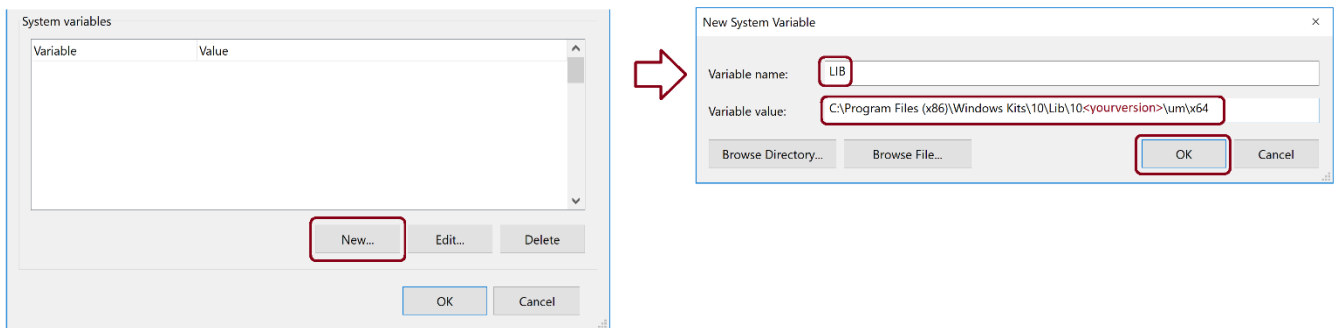 System variables
Variable Value
New... Edit... Delete
OK Cancel
New System Variable
Variable name: LIB
Variable value: C:\Program Files (x86)\Windows Kits\10\Lib\10<yourversion>\um\x64
Browse Directory... Browse File... OK Cancel